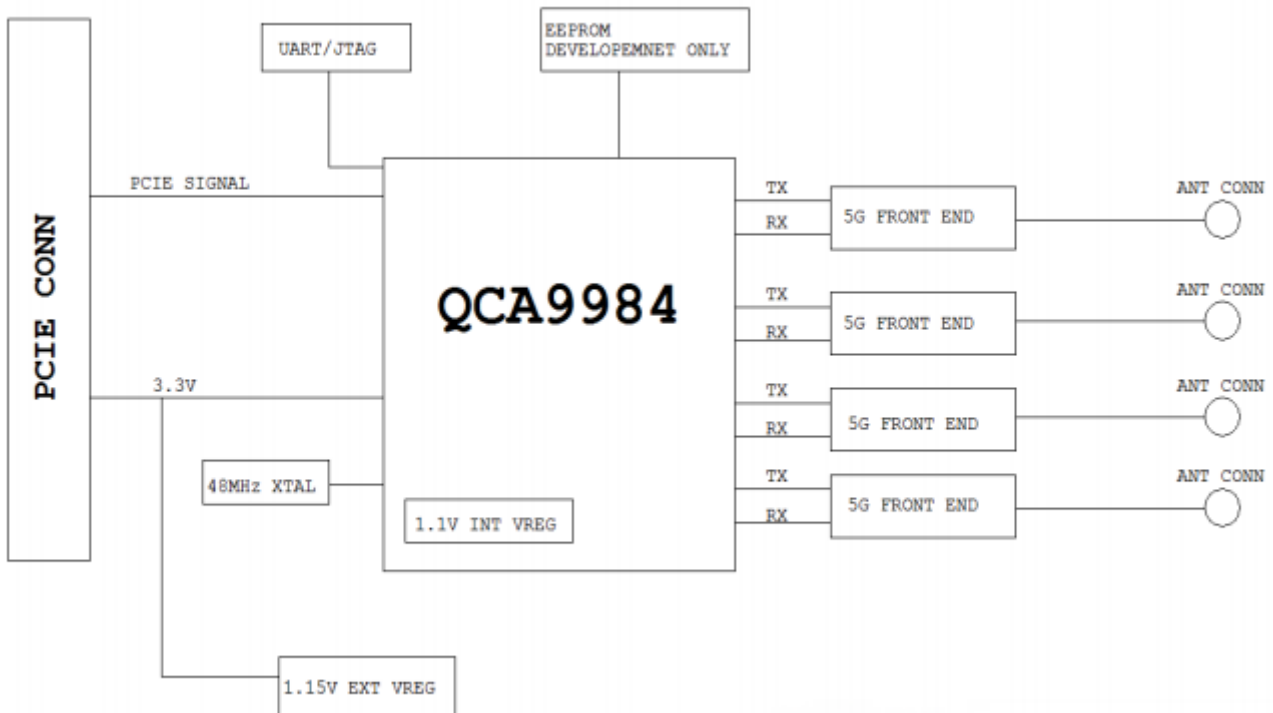 UART/JTAG
EEPROM
DEVELOPEMNET ONLY
PCIE CONN
PCIE SIGNAL
3.3V
48MHz XTAL
QCA9984
1.1V INT VREG
1.15V EXT VREG
TX
RX
5G FRONT END
ANT CONN
TX
RX
5G FRONT END
ANT CONN
TX
RX
5G FRONT END
ANT CONN
TX
RX
5G FRONT END
ANT CONN